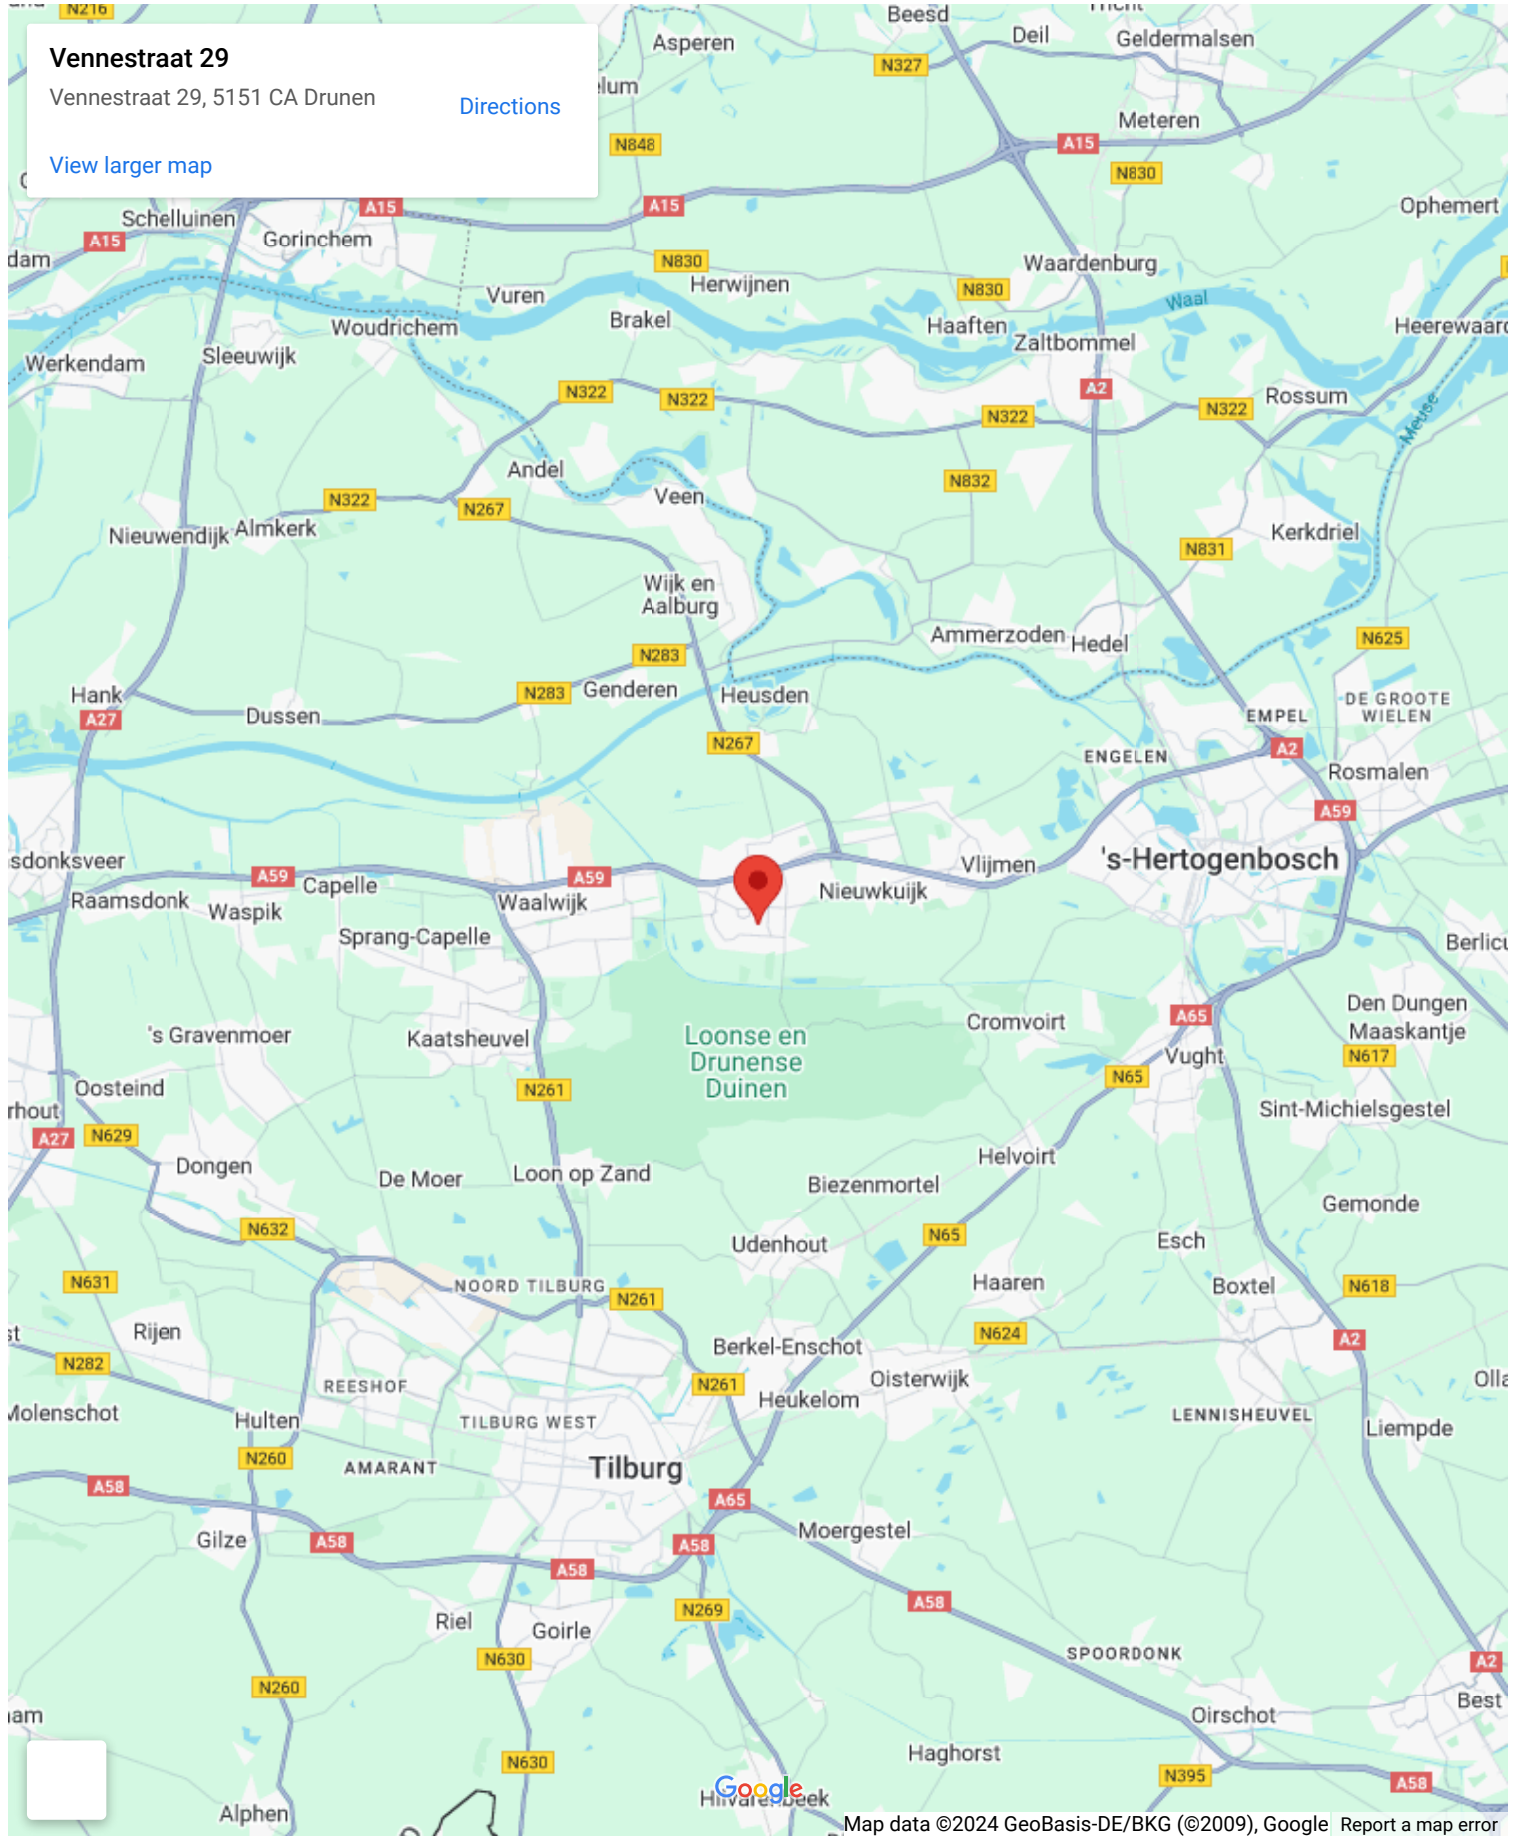 N216
Beesd
Deil
Geldermalsen
Asperen
N327
Vennestraat 29
Vennestraat 29, 5151 CA Drunen
Directions
View larger map
elum
N848
Meteren
A15
N830
A15
A15
Schelluinen
A15
Gorinchem
Ophemert
dam
N830
Herwijnen
Waardenburg
N830
Vuren
Waal
Brakel
Woudrichem
Haaften
Heerewaard
Zaltbommel
Werkendam
Sleeuwijk
N322
N322
A2
Rossum
N322
N322
Meuse
Andel
N832
Veen
N322
N267
Nieuwendijk
Almkerk
Kerkdriel
N831
Wijk en
Aalburg
Ammerzoden
Hedel
N625
N283
N283
Genderen
Heusden
Hank
A27
Dussen
DE GROOTE
WIELEN
EMPEL
N267
A2
ENGELEN
Rosmalen
A59
sdonksveer
's-Hertogenbosch
Vlijmen
A59
Capelle
A59
Nieuwkuijk
Raamsdonk
Waspik
Waalwijk
Sprang-Capelle
Den Dungen
Maaskantje
A65
Cromvoirt
's Gravenmoer
Kaatsheuvel
Loonse en
Drunense
Duinen
Vught
N617
N65
Oosteind
N261
rhout
A27
N629
Sint-Michielsgestel
Dongen
De Moer
Loon op Zand
Helvoirt
Biezenmortel
Gemonde
N632
Udenhout
N65
Esch
N631
NOORD TILBURG
N261
Haaren
Boxtel
N618
Rijen
N624
A2
N282
Berkel-Enschot
REESHOF
N261
Oisterwijk
Heukelom
Molenschot
Hulten
TILBURG WEST
LENNISHEUVEL
Liempde
N260
AMARANT
Tilburg
A58
A65
Gilze
A58
A58
Moergestel
A58
A58
N269
Riel
Goirle
SPOORDONK
N630
A2
N260
Best
Oirschot
Haghorst
N630
N395
A58
Google
Hilvarenbeek
Alphen
Map data ©2024 GeoBasis-DE/BKG (©2009), Google
Report a map error